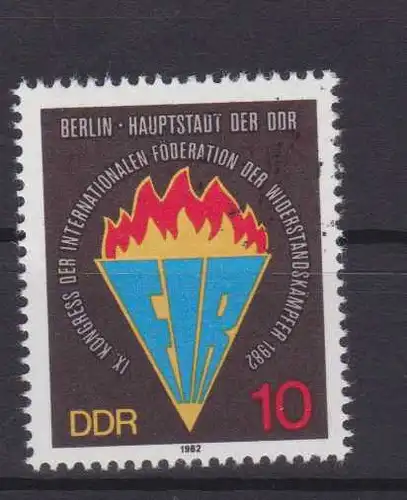 BERLIN · HAUPTSTADT DER DDR
IX. KONGRESS DER INTERNATIONALEN FÖDERATION DER WIDERSTANDSKÄMPFER 1982
FIR
DDR
10
1982